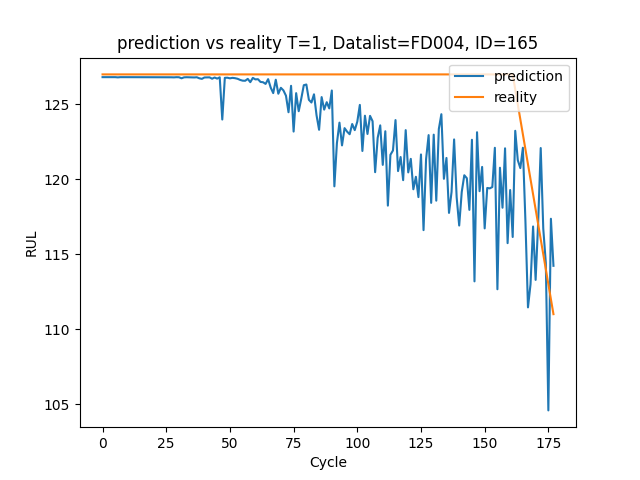 prediction vs reality T=1, Datalist=FD004, ID=165
prediction
reality
125
120
115
110
105
RUL
0 25 50 75 100 125 150 175
Cycle